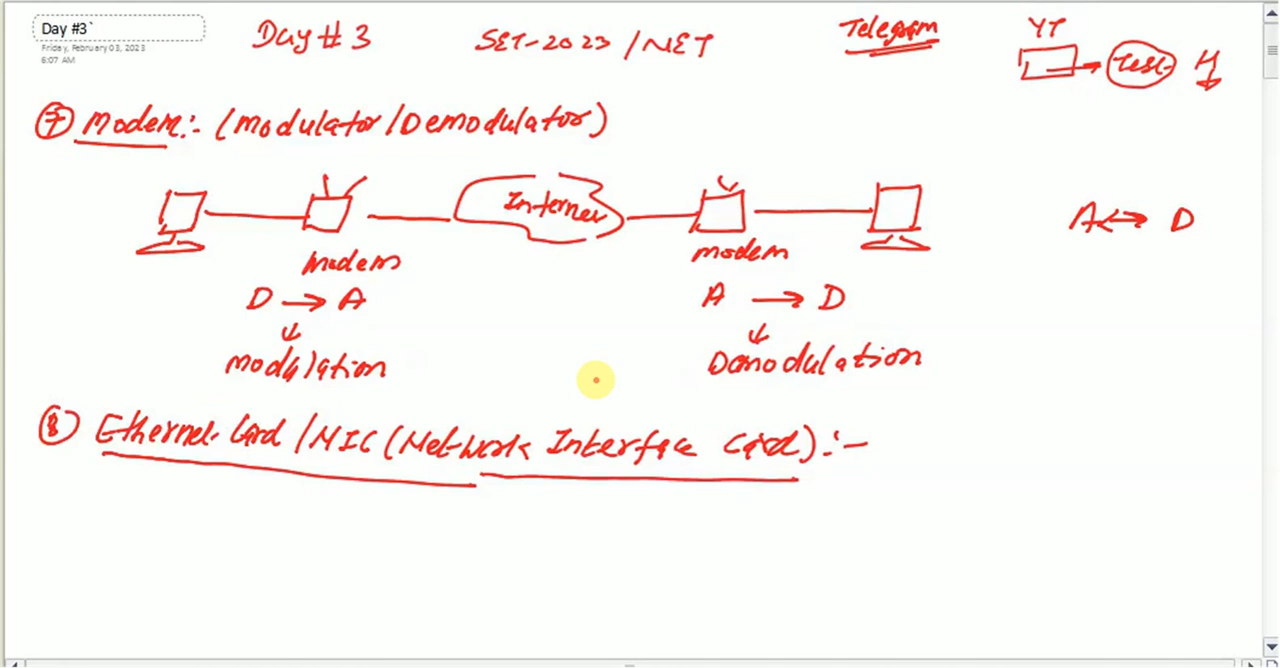 Day #3`
Friday, February 03, 2023
6:07 AM
Day # 3 SET-2023 / NET Telegram YT
Test
⑦ Modem:- (Modulator/Demodulator)
Internet
A ↔ D
Modem modem
D → A A → D
↓ ↓
Modulation Demodulation
⑧ Ethernet Card / NIC (Network Interface Card) :-